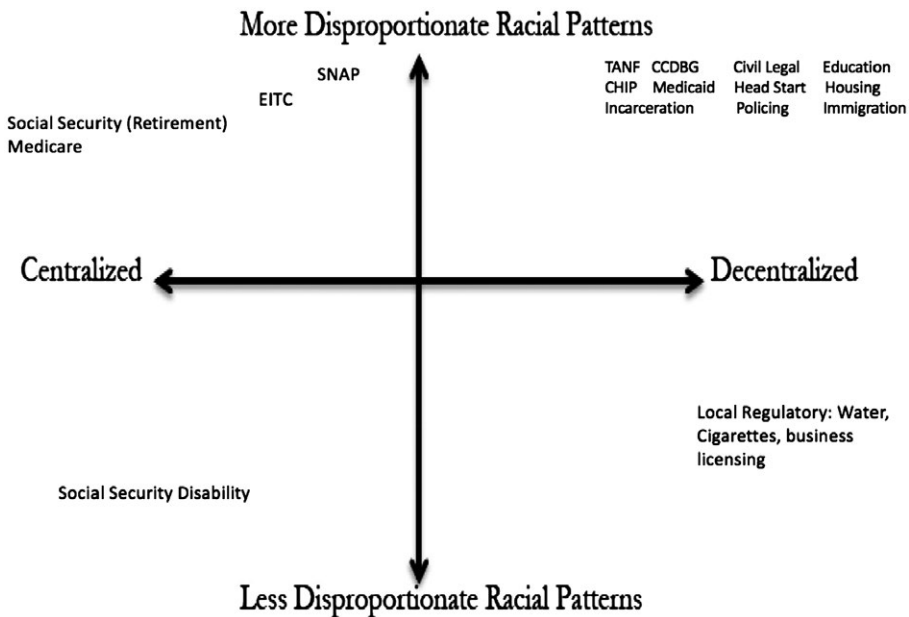 More Disproportionate Racial Patterns
SNAP
EITC
TANF CCDBG Civil Legal Education
CHIP Medicaid Head Start Housing
Incarceration Policing Immigration
Social Security (Retirement)
Medicare
Centralized
Decentralized
Local Regulatory: Water,
Cigarettes, business
licensing
Social Security Disability
Less Disproportionate Racial Patterns